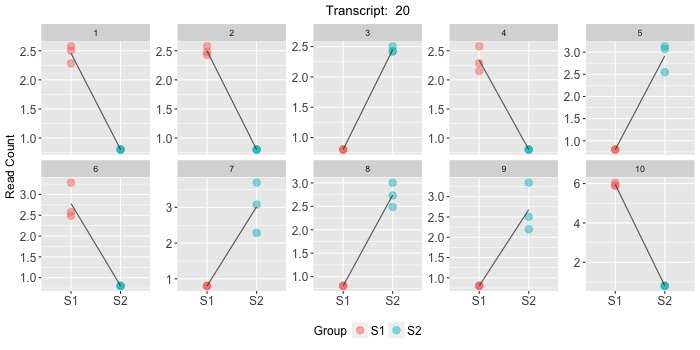 Transcript: 20
1 2 3 4 5
2.5 2.5 2.5 2.5 3.0
2.0 2.0 2.0 2.0 2.5
1.5 1.5 1.5 1.5 2.0
1.0 1.0 1.0 1.0 1.5
1.0
Read Count
6 7 8 9 10
3.0 3 3.0 3.0 6
2.5 2 2.5 2.5 4
2.0 1 2.0 2.0 2
1.5 1.5 1.5
1.0 1.0 1.0
S1 S2 S1 S2 S1 S2 S1 S2 S1 S2
Group S1 S2